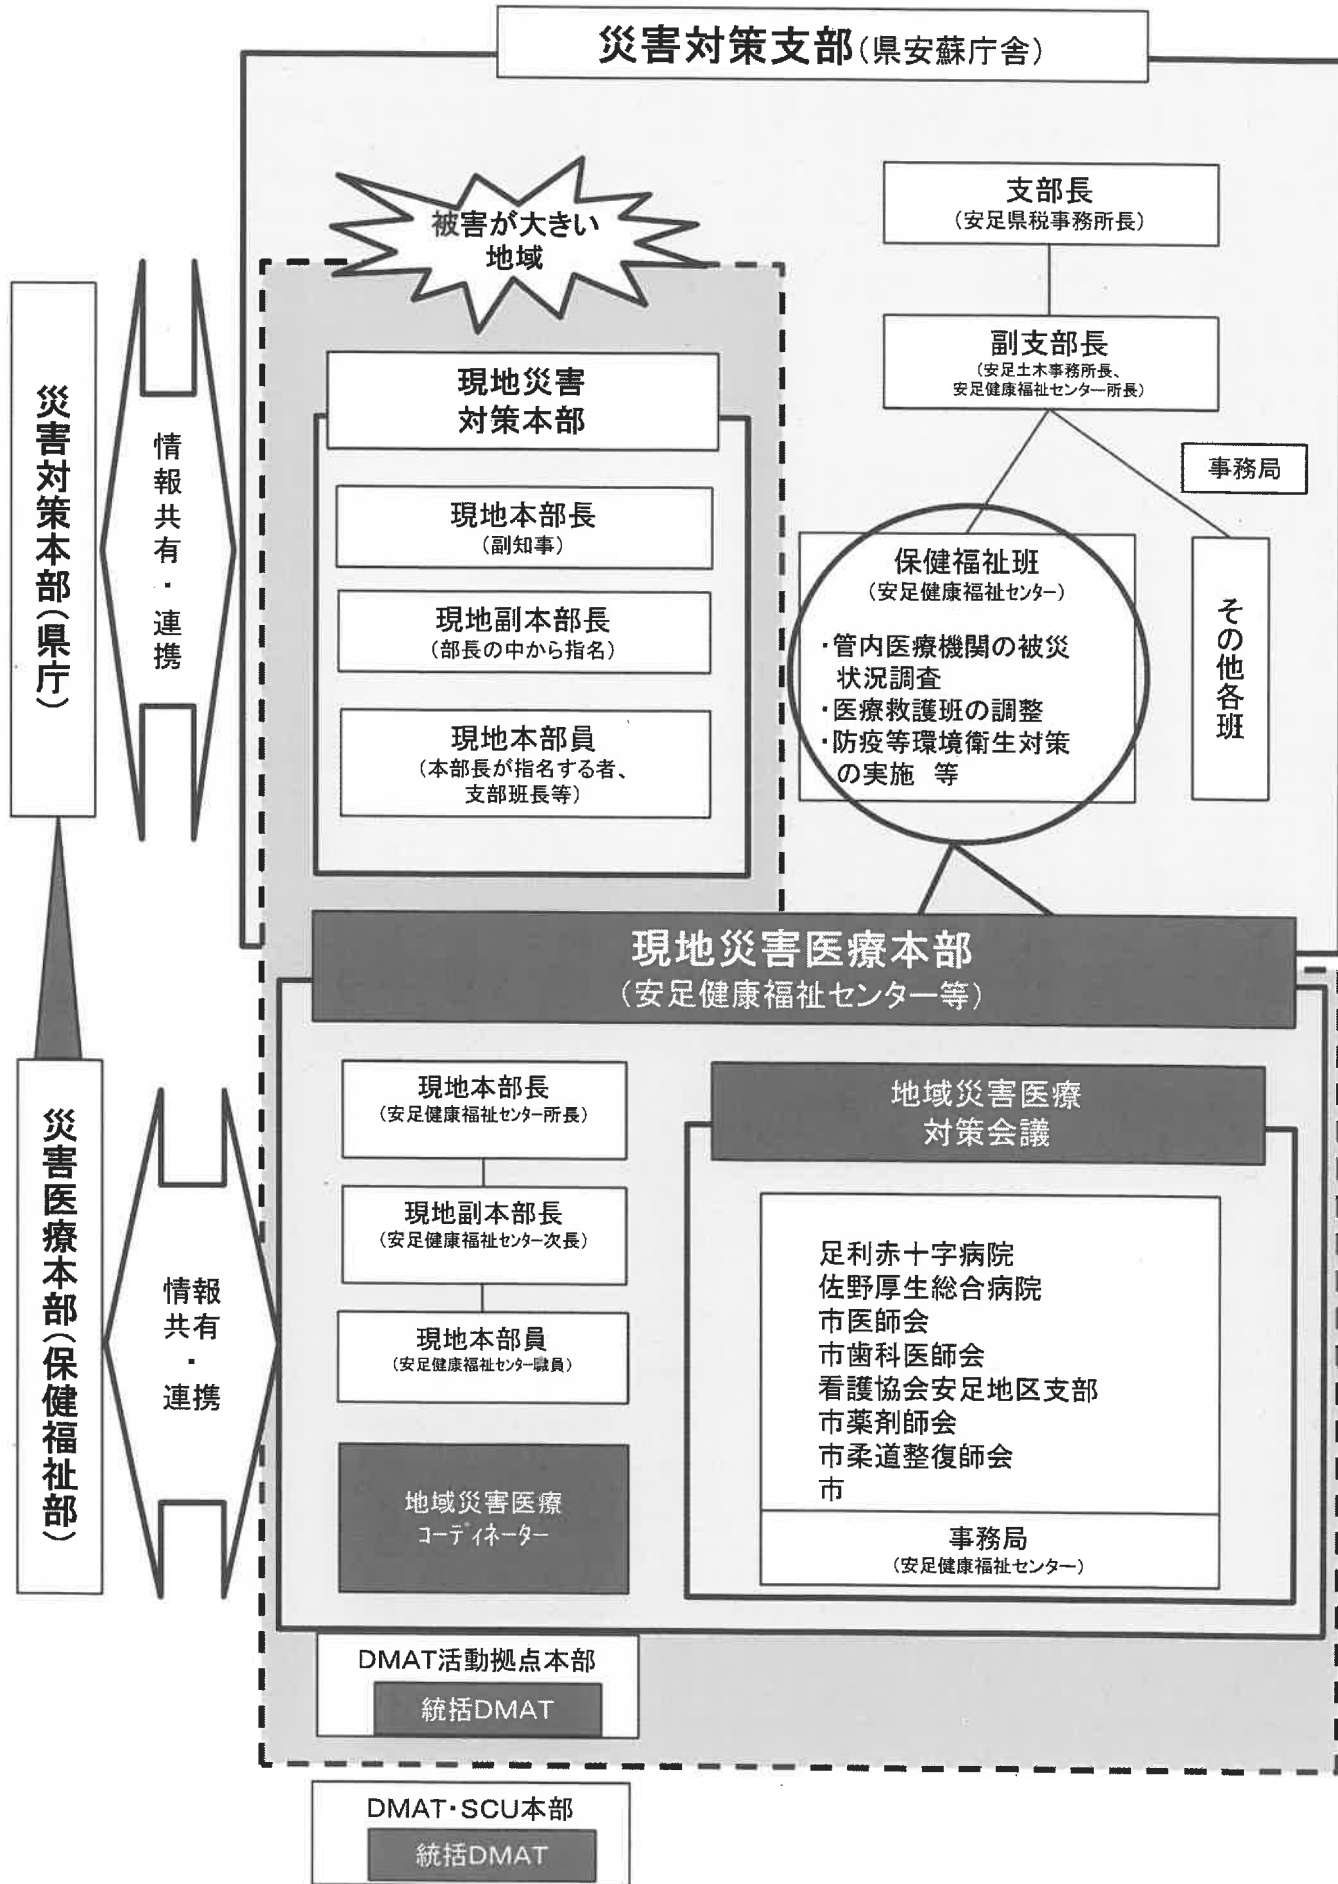 災害対策支部(県安蘇庁舎)
被害が大きい
地域
支部長
(安足県税事務所長)
副支部長
(安足土木事務所長、
安足健康福祉センター所長)
事務局
保健福祉班
(安足健康福祉センター)
・管内医療機関の被災
状況調査
・医療救護班の調整
・防疫等環境衛生対策
の実施 等
その他各班
現地災害
対策本部
現地本部長
(副知事)
現地副本部長
(部長の中から指名)
現地本部員
(本部長が指名する者、
支部班長等)
災害対策本部(県庁)
情報共有・連携
現地災害医療本部
(安足健康福祉センター等)
現地本部長
(安足健康福祉センター所長)
現地副本部長
(安足健康福祉センター次長)
現地本部員
(安足健康福祉センター職員)
地域災害医療
コーディネーター
地域災害医療
対策会議
足利赤十字病院
佐野厚生総合病院
市医師会
市歯科医師会
看護協会安足地区支部
市薬剤師会
市柔道整復師会
市
事務局
(安足健康福祉センター)
災害医療本部(保健福祉部)
情報
共有
・
連携
DMAT活動拠点本部
統括DMAT
DMAT・SCU本部
統括DMAT